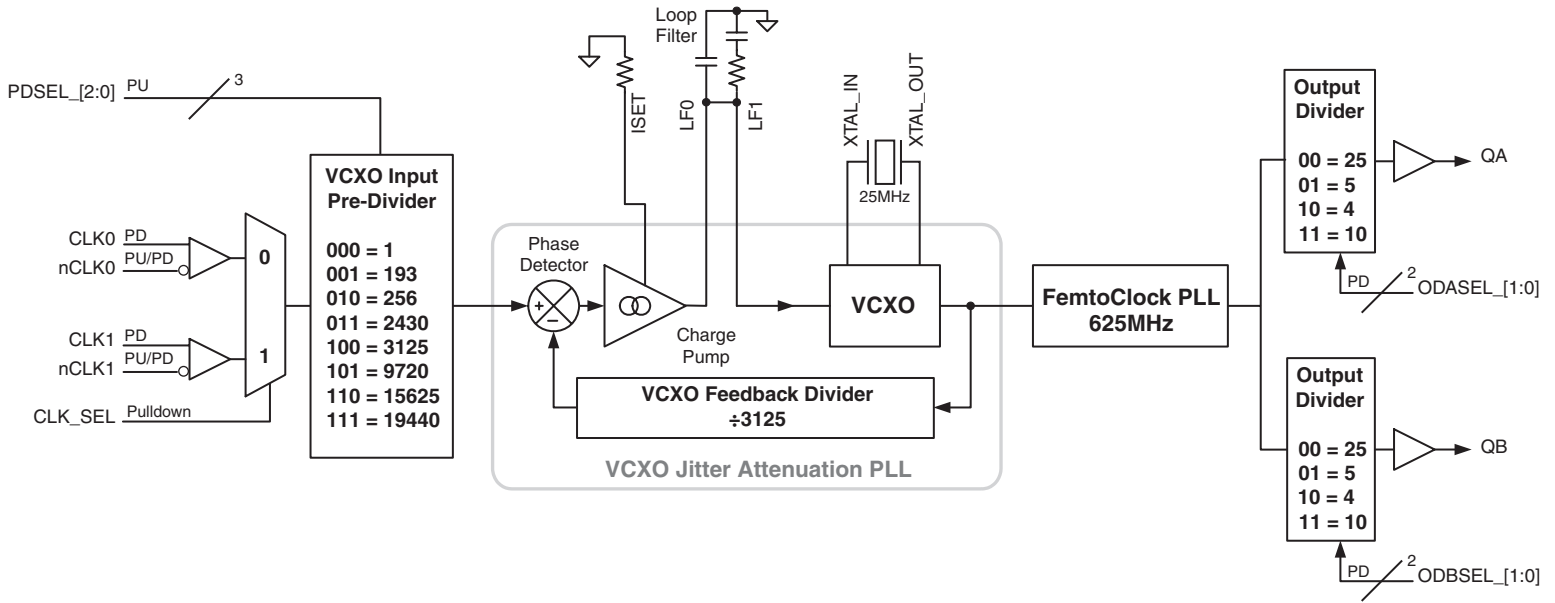 PDSEL_[2:0] PU 3
VCXO Input
Pre-Divider
000 = 1
001 = 193
010 = 256
011 = 2430
100 = 3125
101 = 9720
110 = 15625
111 = 19440
CLK0 PD
nCLK0 PU/PD
0
CLK1 PD
nCLK1 PU/PD
1
CLK_SEL Pulldown
Loop
Filter
ISET
LF0
LF1
XTAL_IN
XTAL_OUT
25MHz
Phase
Detector
+
−
Charge
Pump
VCXO
VCXO Feedback Divider
÷3125
VCXO Jitter Attenuation PLL
FemtoClock PLL
625MHz
Output
Divider
00 = 25
01 = 5
10 = 4
11 = 10
QA
PD 2 ODASEL_[1:0]
Output
Divider
00 = 25
01 = 5
10 = 4
11 = 10
QB
PD 2 ODBSEL_[1:0]